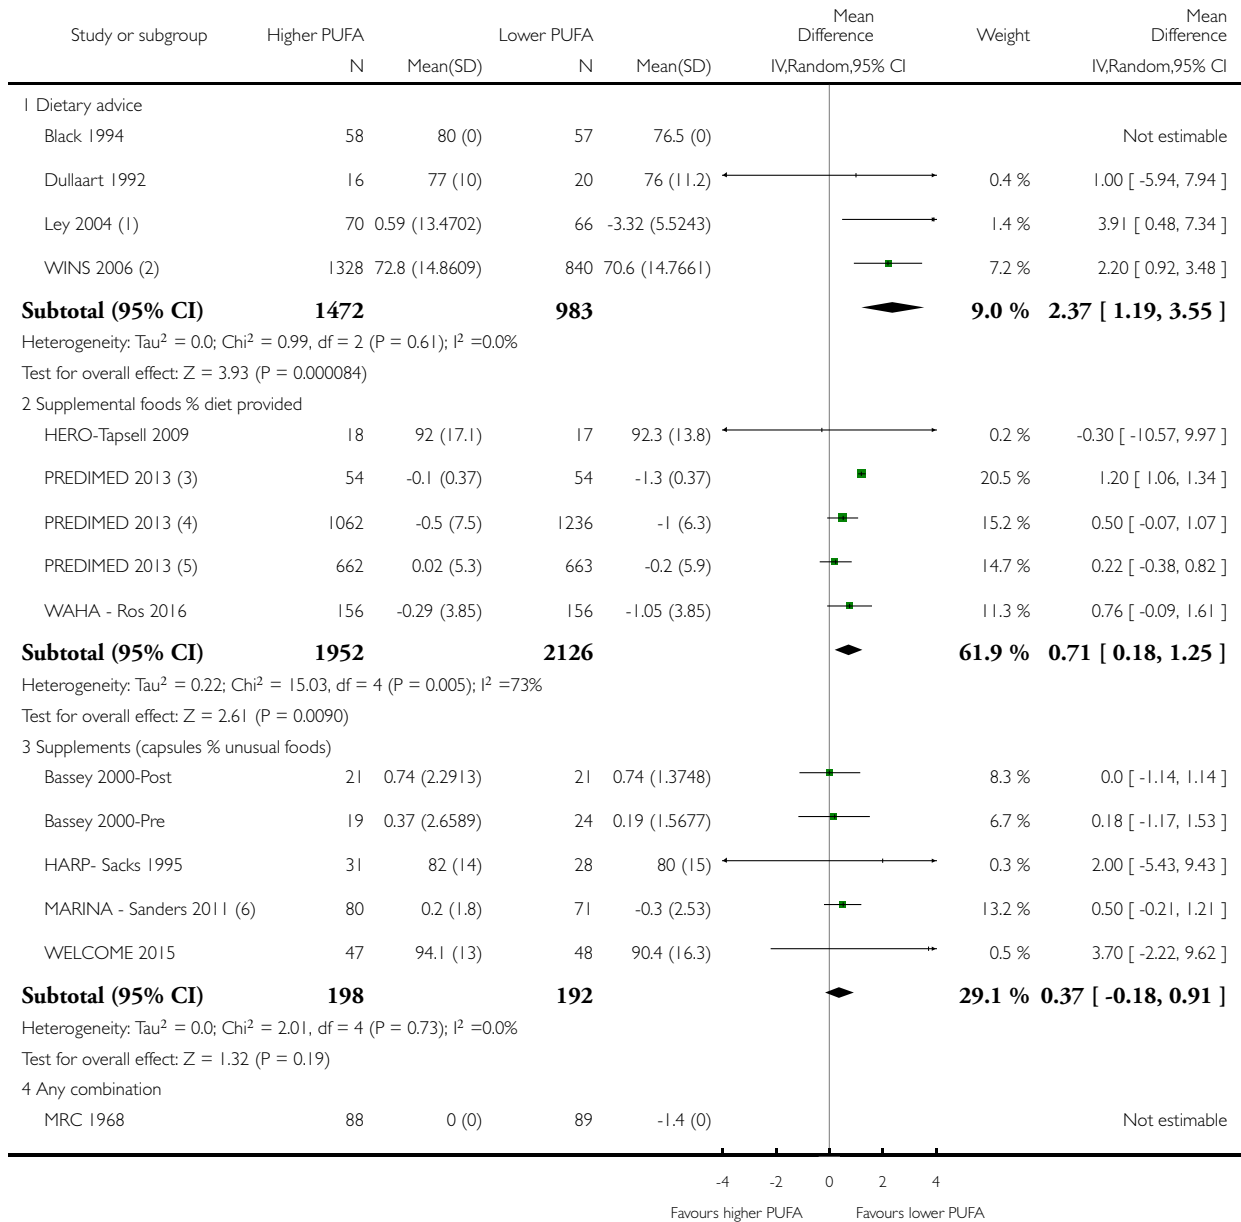 Study or subgroup Higher PUFA Lower PUFA Mean Difference Weight Mean Difference
N Mean(SD) N Mean(SD) IV,Random,95% CI IV,Random,95% CI
1 Dietary advice
Black 1994 58 80 (0) 57 76.5 (0) Not estimable
Dullaart 1992 16 77 (10) 20 76 (11.2) 0.4 % 1.00 [ -5.94, 7.94 ]
Ley 2004 (1) 70 0.59 (13.4702) 66 -3.32 (5.5243) 1.4 % 3.91 [ 0.48, 7.34 ]
WINS 2006 (2) 1328 72.8 (14.8609) 840 70.6 (14.7661) 7.2 % 2.20 [ 0.92, 3.48 ]
Subtotal (95% CI) 1472 983 9.0 % 2.37 [ 1.19, 3.55 ]
Heterogeneity: Tau² = 0.0; Chi² = 0.99, df = 2 (P = 0.61); I² =0.0%
Test for overall effect: Z = 3.93 (P = 0.000084)
2 Supplemental foods % diet provided
HERO-Tapsell 2009 18 92 (17.1) 17 92.3 (13.8) 0.2 % -0.30 [ -10.57, 9.97 ]
PREDIMED 2013 (3) 54 -0.1 (0.37) 54 -1.3 (0.37) 20.5 % 1.20 [ 1.06, 1.34 ]
PREDIMED 2013 (4) 1062 -0.5 (7.5) 1236 -1 (6.3) 15.2 % 0.50 [ -0.07, 1.07 ]
PREDIMED 2013 (5) 662 0.02 (5.3) 663 -0.2 (5.9) 14.7 % 0.22 [ -0.38, 0.82 ]
WAHA - Ros 2016 156 -0.29 (3.85) 156 -1.05 (3.85) 11.3 % 0.76 [ -0.09, 1.61 ]
Subtotal (95% CI) 1952 2126 61.9 % 0.71 [ 0.18, 1.25 ]
Heterogeneity: Tau² = 0.22; Chi² = 15.03, df = 4 (P = 0.005); I² =73%
Test for overall effect: Z = 2.61 (P = 0.0090)
3 Supplements (capsules % unusual foods)
Bassey 2000-Post 21 0.74 (2.2913) 21 0.74 (1.3748) 8.3 % 0.0 [ -1.14, 1.14 ]
Bassey 2000-Pre 19 0.37 (2.6589) 24 0.19 (1.5677) 6.7 % 0.18 [ -1.17, 1.53 ]
HARP- Sacks 1995 31 82 (14) 28 80 (15) 0.3 % 2.00 [ -5.43, 9.43 ]
MARINA - Sanders 2011 (6) 80 0.2 (1.8) 71 -0.3 (2.53) 13.2 % 0.50 [ -0.21, 1.21 ]
WELCOME 2015 47 94.1 (13) 48 90.4 (16.3) 0.5 % 3.70 [ -2.22, 9.62 ]
Subtotal (95% CI) 198 192 29.1 % 0.37 [ -0.18, 0.91 ]
Heterogeneity: Tau² = 0.0; Chi² = 2.01, df = 4 (P = 0.73); I² =0.0%
Test for overall effect: Z = 1.32 (P = 0.19)
4 Any combination
MRC 1968 88 0 (0) 89 -1.4 (0) Not estimable
-4 -2 0 2 4
Favours higher PUFA Favours lower PUFA